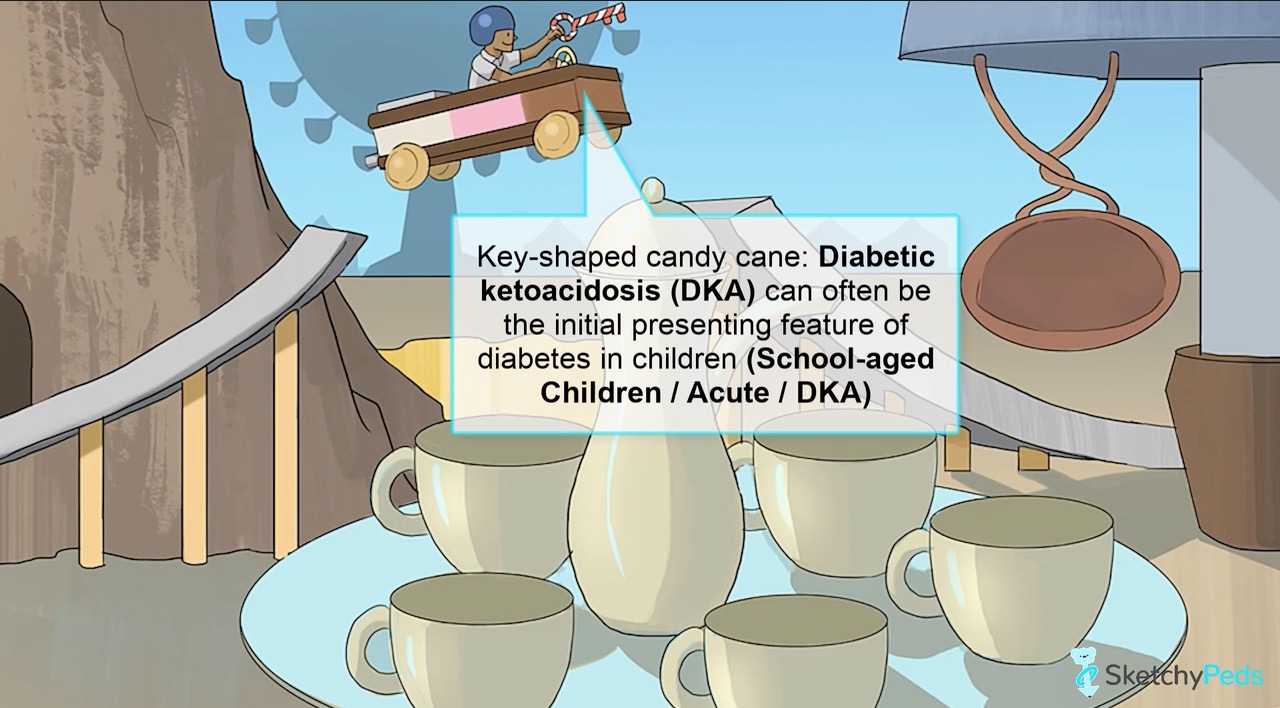 Key-shaped candy cane: Diabetic
ketoacidosis (DKA) can often be
the initial presenting feature of
diabetes in children (School-aged
Children / Acute / DKA)
SketchyPeds